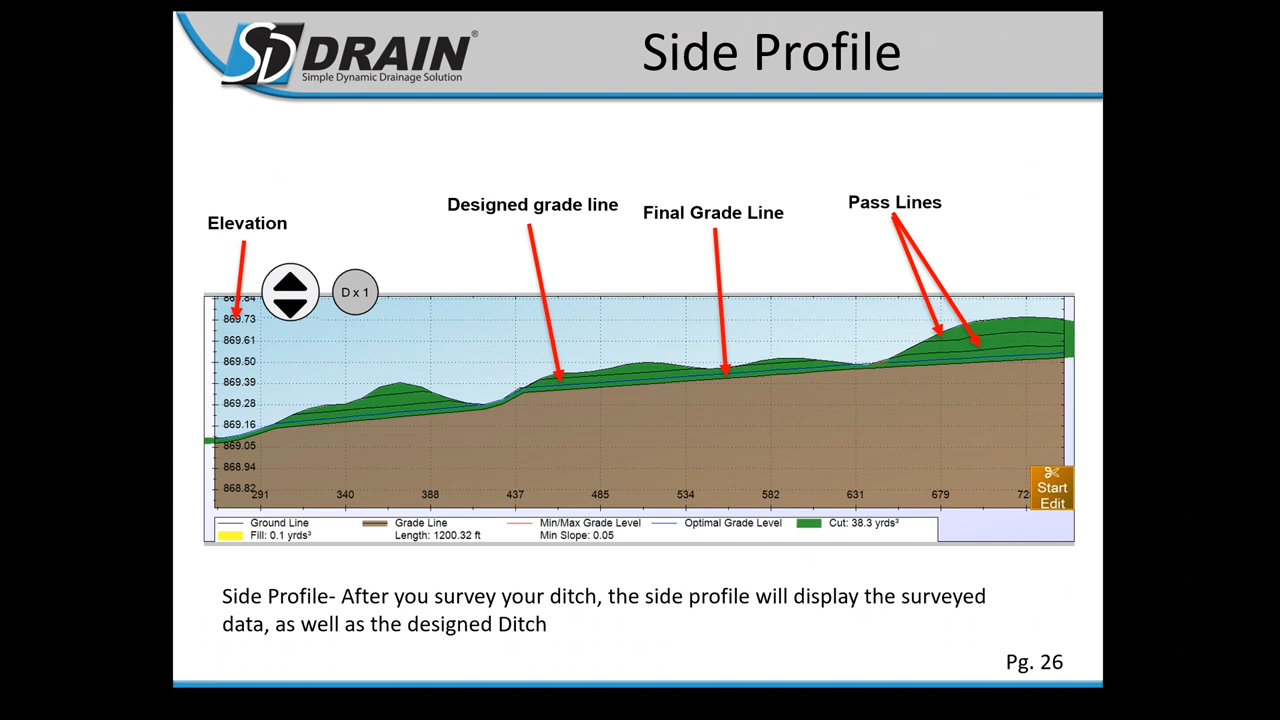 SD DRAIN®
Simple Dynamic Drainage Solution
Side Profile
Elevation
Designed grade line
Final Grade Line
Pass Lines
D x 1
869.84
869.73
869.61
869.50
869.39
869.28
869.16
869.05
868.94
868.82
291 340 388 437 485 534 582 631 679 72
Start
Edit
Ground Line Grade Line Min/Max Grade Level Optimal Grade Level Cut: 38.3 yrds³
Fill: 0.1 yrds³ Length: 1200.32 ft Min Slope: 0.05
Side Profile- After you survey your ditch, the side profile will display the surveyed
data, as well as the designed Ditch
Pg. 26